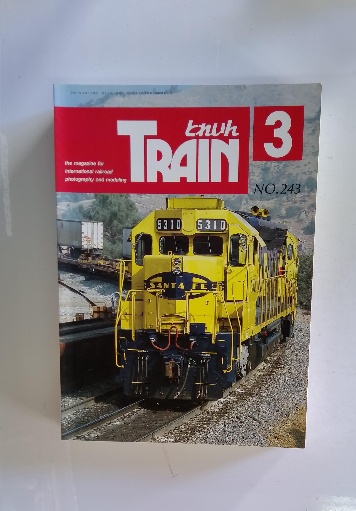 とれいん
TRAIN
3
the magazine for
international railroad
photography and modeling
NO.243
5310 5310
SANTA FE